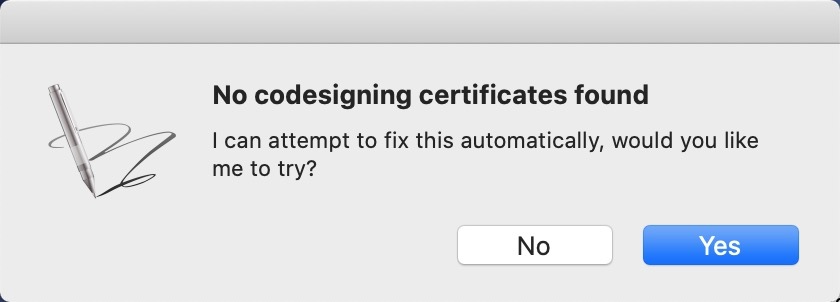 No codesigning certificates found
I can attempt to fix this automatically, would you like
me to try?
No
Yes